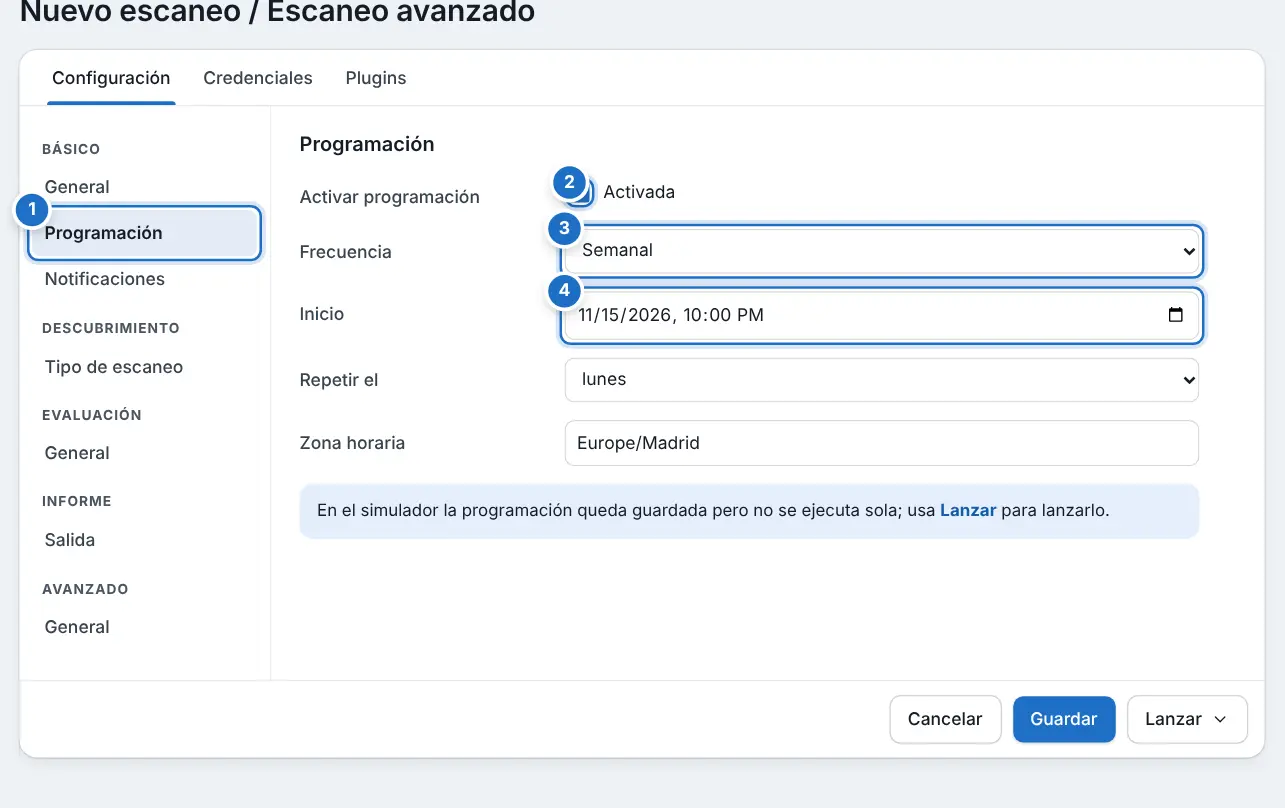 Nuevo escaneo / Escaneo avanzado
Configuración Credenciales Plugins
BÁSICO
General
1
Programación
Notificaciones
DESCUBRIMIENTO
Tipo de escaneo
EVALUACIÓN
General
INFORME
Salida
AVANZADO
General
Programación
Activar programación 2 Activada
Frecuencia 3 Semanal
Inicio 4 11/15/2026, 10:00 PM
Repetir el lunes
Zona horaria Europe/Madrid
En el simulador la programación queda guardada pero no se ejecuta sola; usa Lanzar para lanzarlo.
Cancelar Guardar Lanzar